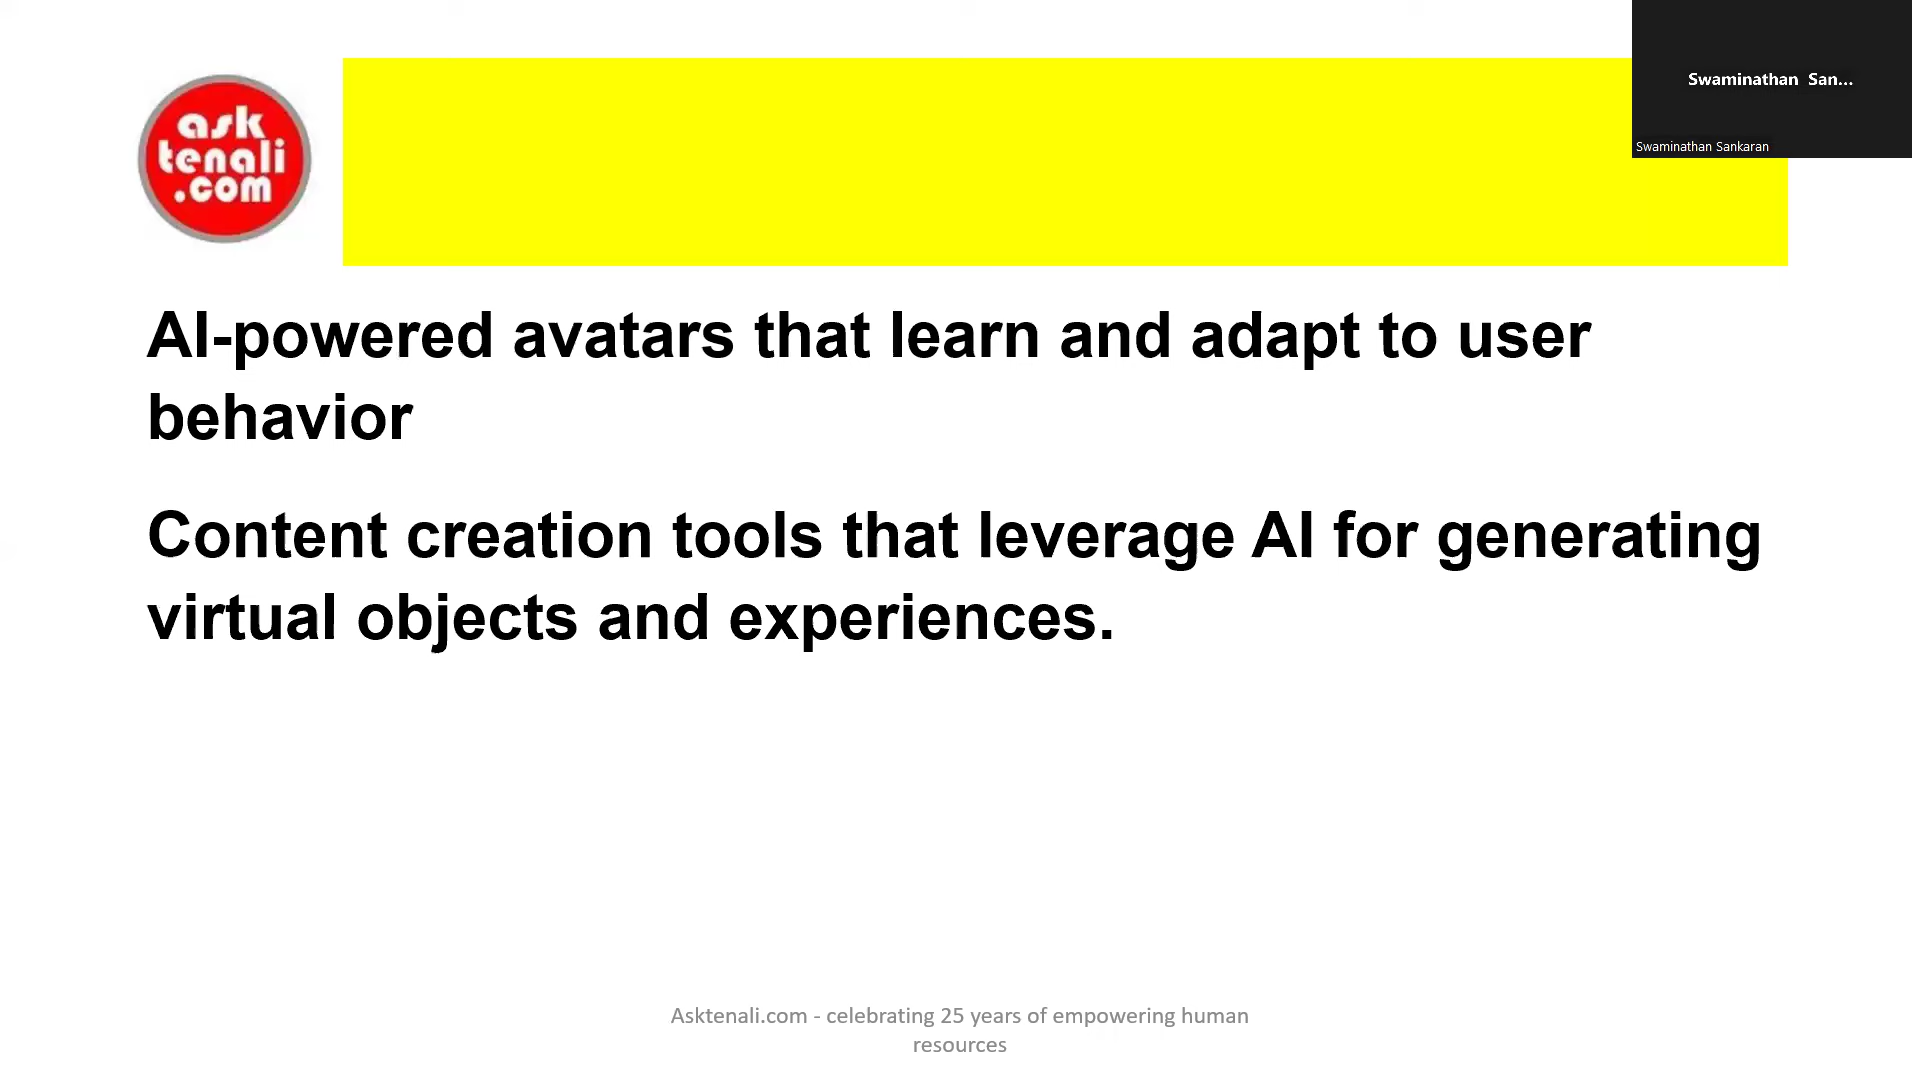 Swaminathan San...
Swaminathan Sankaran
ask
tenali
.com
AI-powered avatars that learn and adapt to user
behavior
Content creation tools that leverage AI for generating
virtual objects and experiences.
Asktenali.com - celebrating 25 years of empowering human
resources